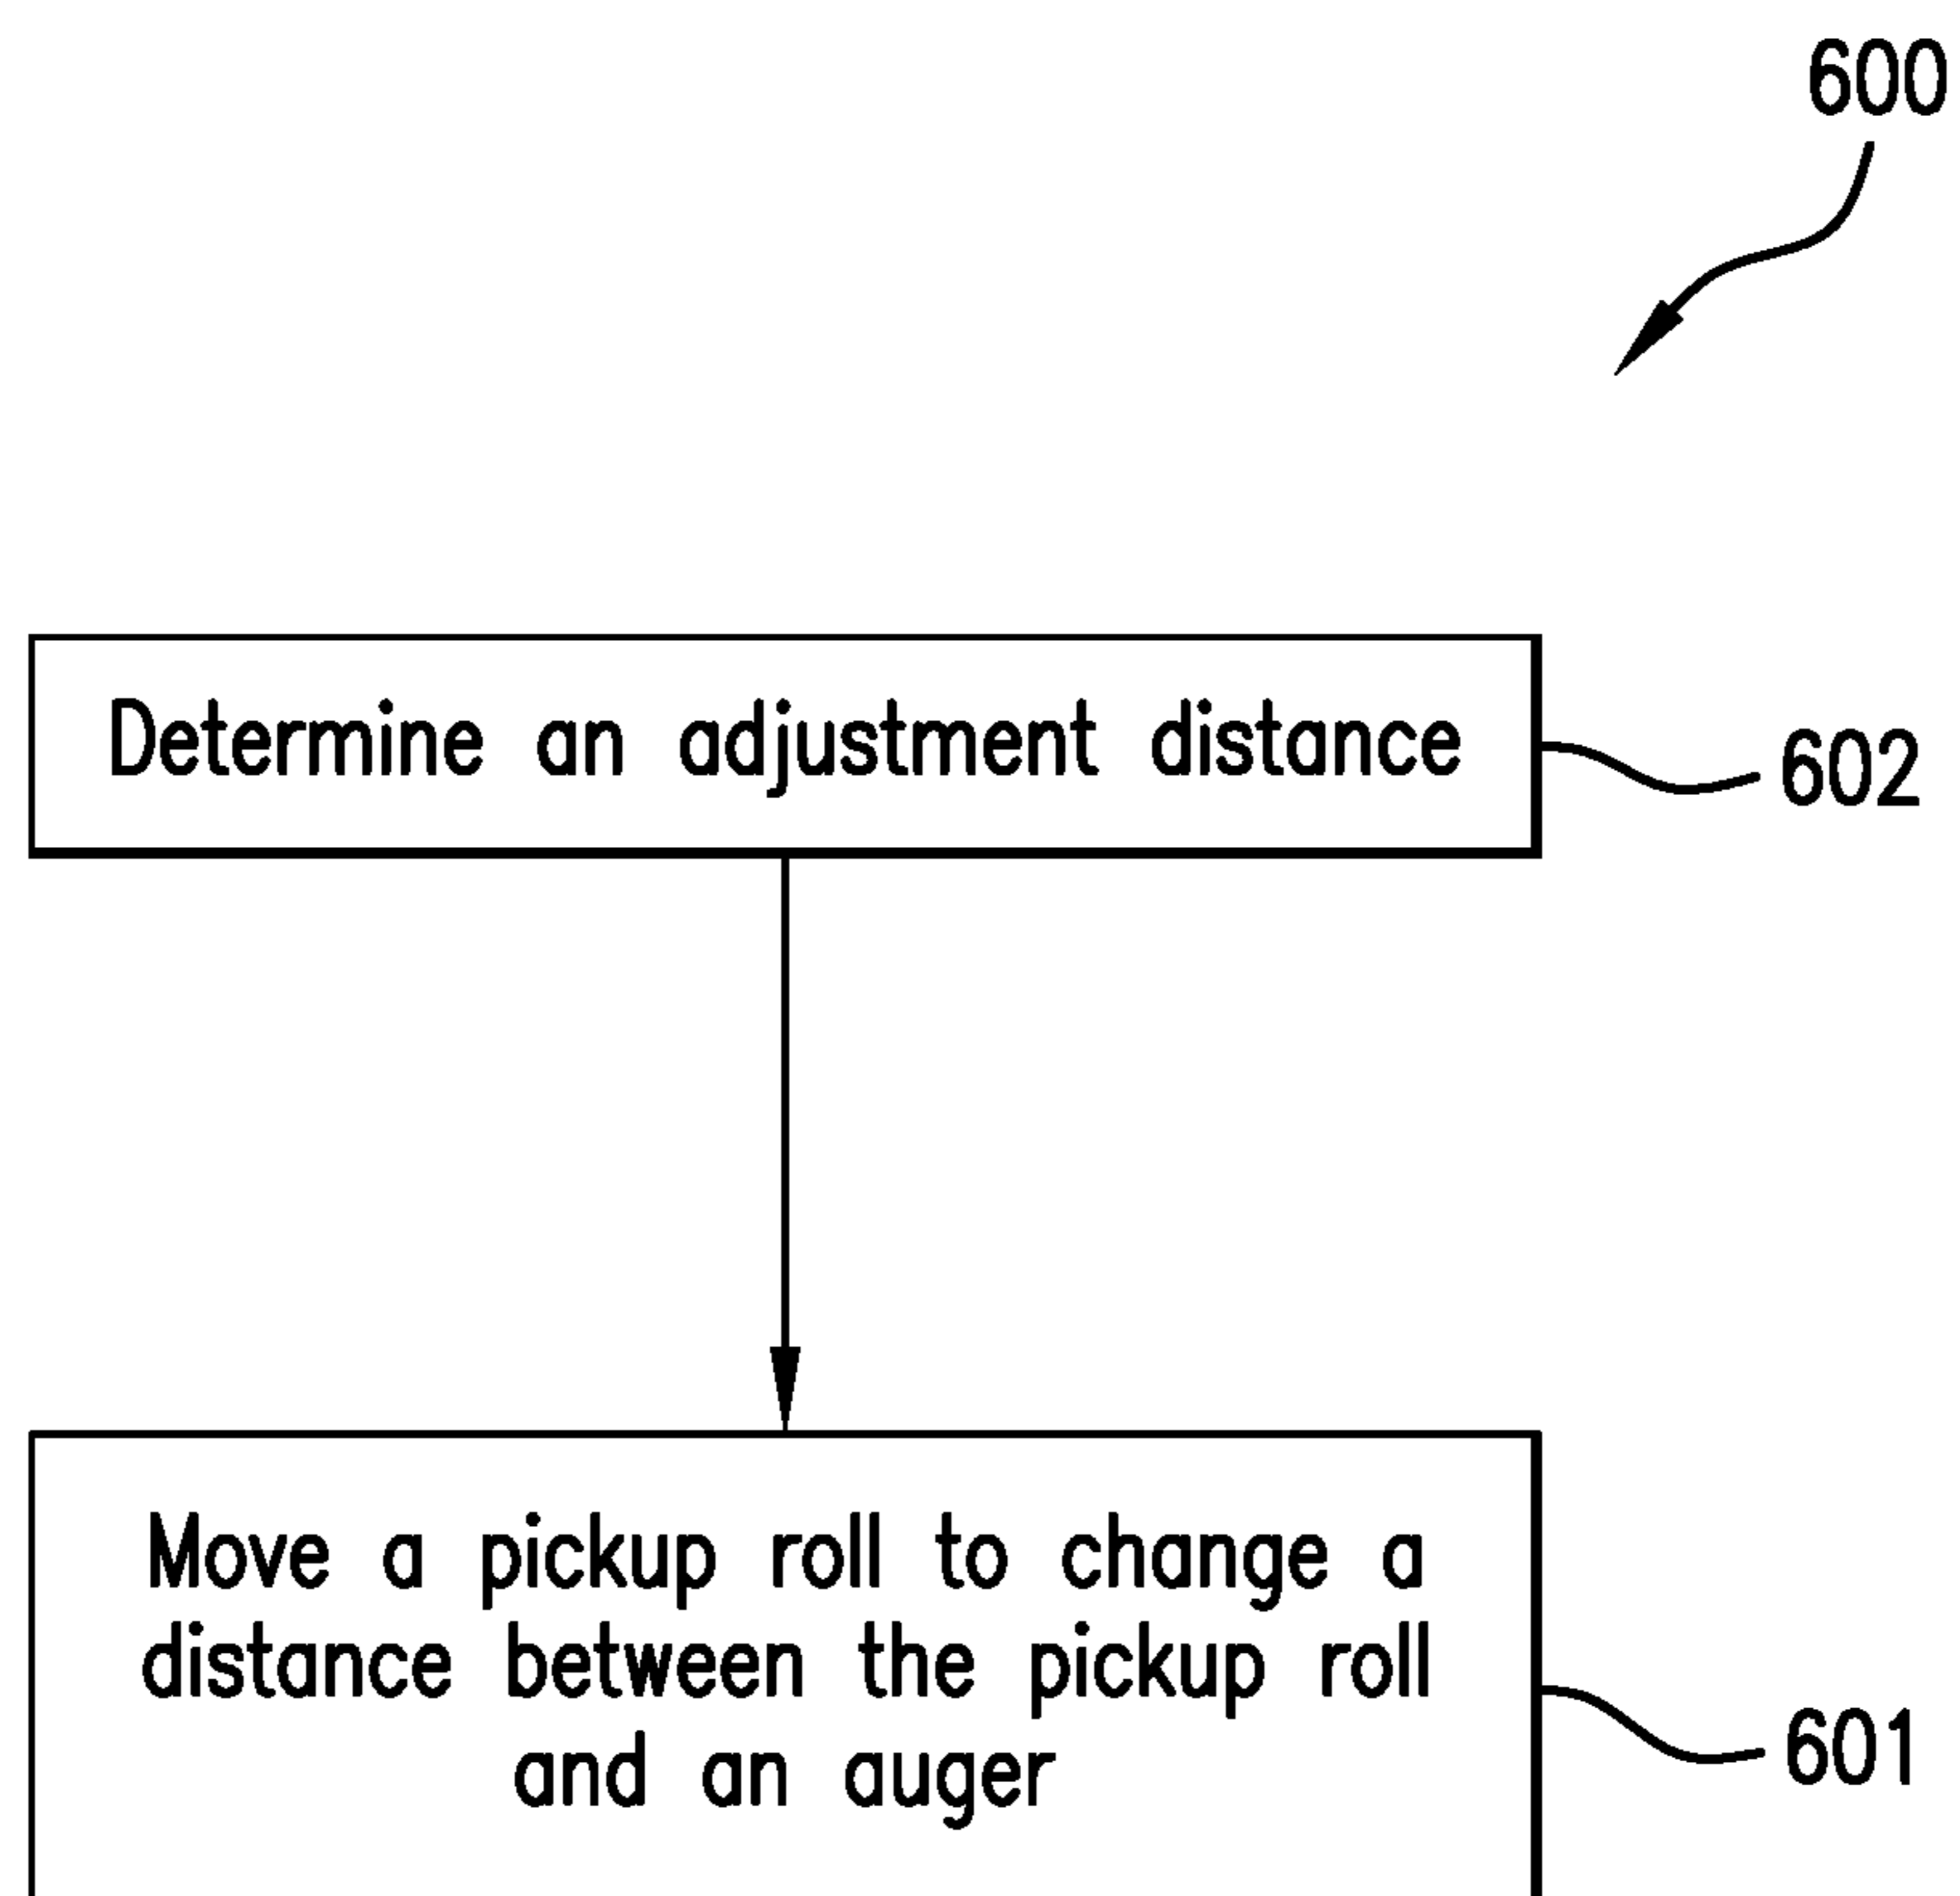 600
Determine an adjustment distance
602
Move a pickup roll to change a
distance between the pickup roll
and an auger
601